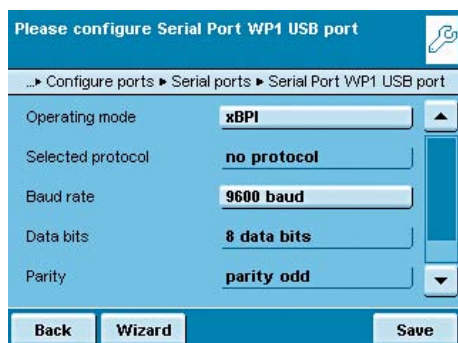 Please configure Serial Port WP1 USB port
...▸ Configure ports ▸ Serial ports ▸ Serial Port WP1 USB port
Operating mode xBPI
Selected protocol no protocol
Baud rate 9600 baud
Data bits 8 data bits
Parity parity odd
Back Wizard Save